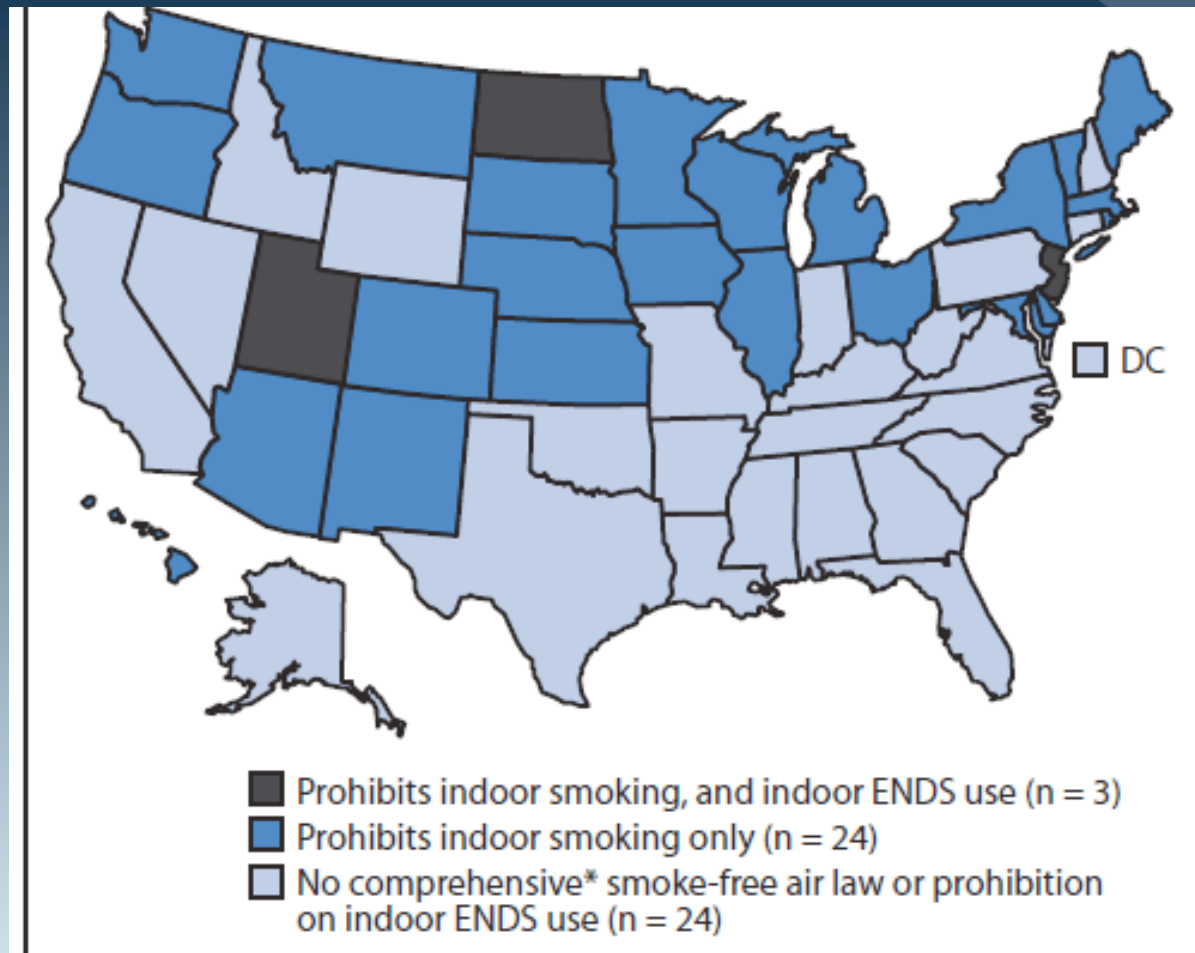 DC
Prohibits indoor smoking, and indoor ENDS use (n = 3)
Prohibits indoor smoking only (n = 24)
No comprehensive* smoke-free air law or prohibition
on indoor ENDS use (n = 24)